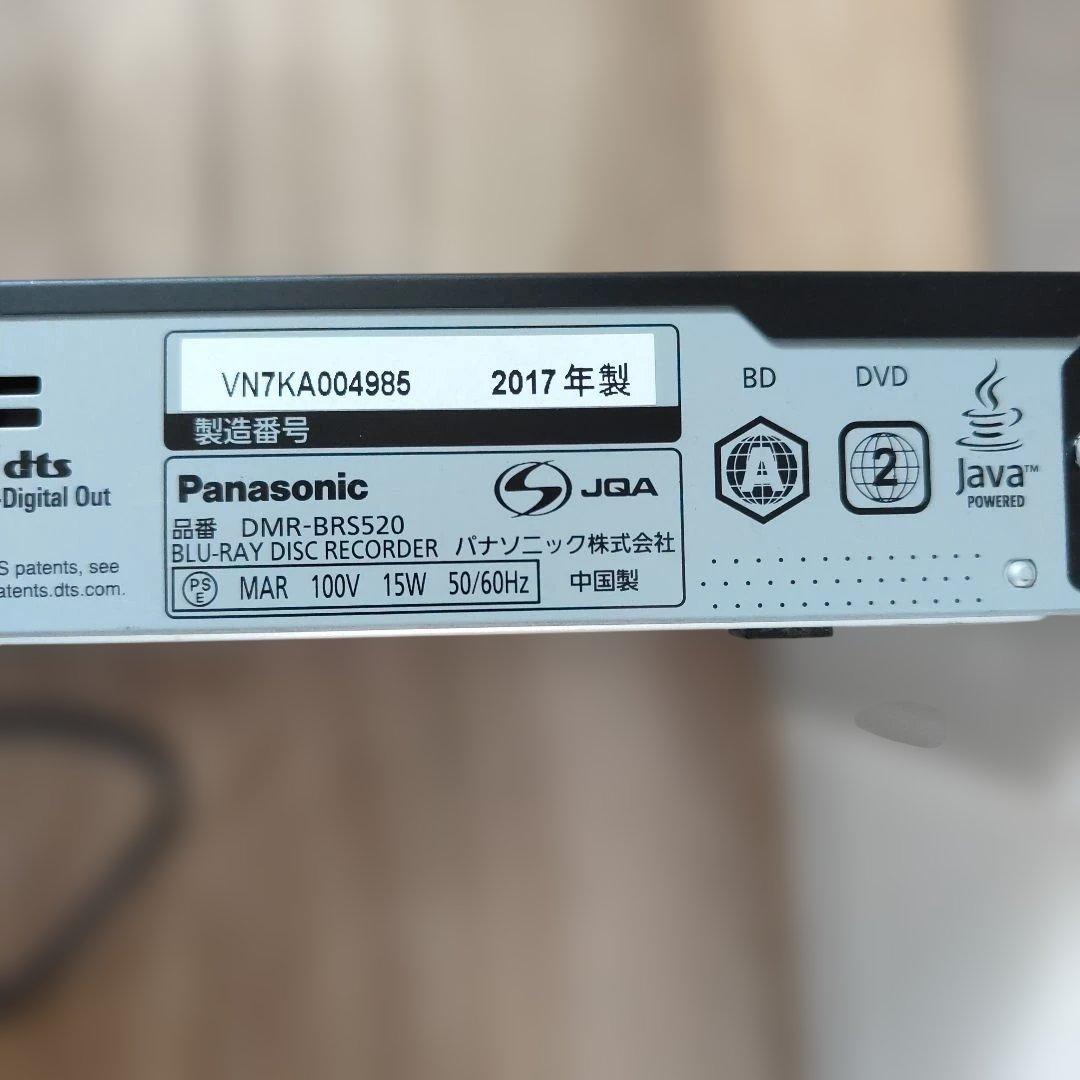 VN7KA004985 2017年製
製造番号
Panasonic JQA
品番 DMR-BRS520
BLU-RAY DISC RECORDER パナソニック株式会社
PSE MAR 100V 15W 50/60Hz 中国製
dts
-Digital Out
S patents, see
atents.dts.com.
BD DVD
A 2
Java™
POWERED